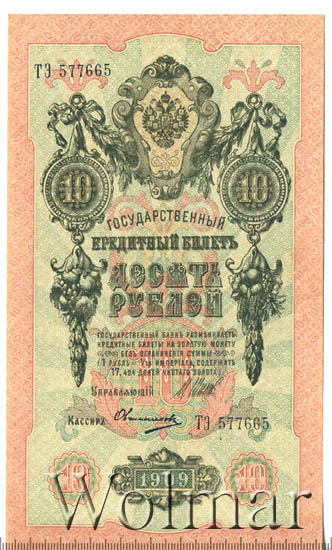 ТЭ 577665
10 10
ГОСУДАРСТВЕННЫЙ
КРЕДИТНЫЙ БИЛЕТЪ
ДЕСЯТЬ
РУБЛЕЙ
ГОСУДАРСТВЕННЫЙ БАНКЪ РАЗМѢНИВАЕТЪ
КРЕДИТНЫЕ БИЛЕТЫ НА ЗОЛОТУЮ МОНЕТУ
БЕЗЪ ОГРАНИЧЕНІЯ СУММЫ
(1 РУБЛЬ = 1/15 ИМПЕРІАЛА, СОДЕРЖИТЪ
17,424 ДОЛЕЙ ЧИСТАГО ЗОЛОТА)
Управляющій
Кассиръ
ТЭ 577665
10 1909 10
Wolmar